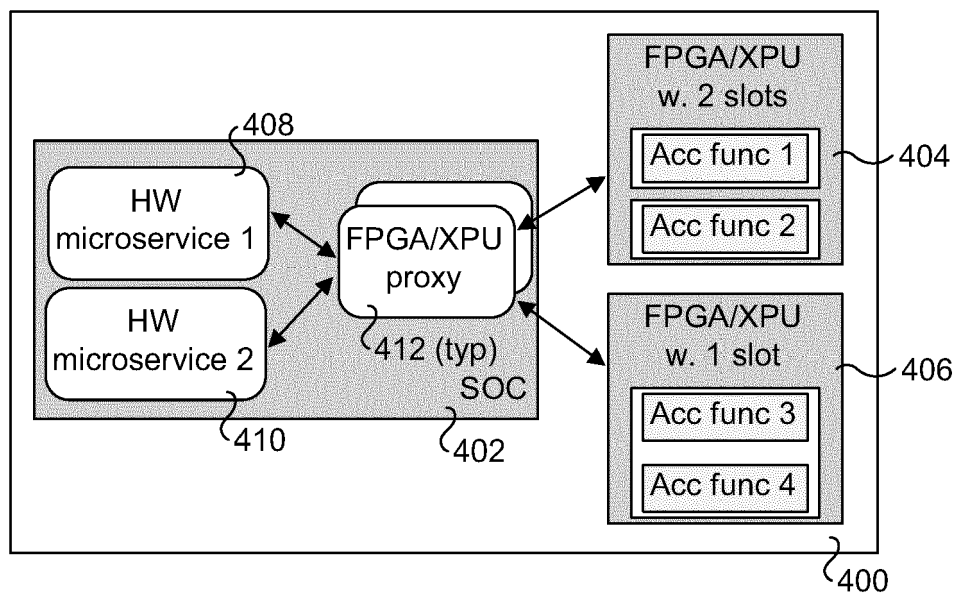 408
HW
microservice 1
HW
microservice 2
410
FPGA/XPU
proxy
412 (typ)
SOC
402
FPGA/XPU
w. 2 slots
Acc func 1
Acc func 2
404
FPGA/XPU
w. 1 slot
Acc func 3
Acc func 4
406
400